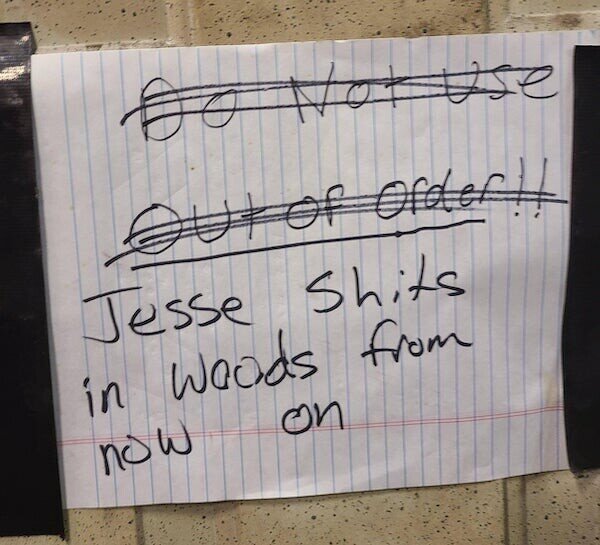 Do Not Use
Out of Order!!
Jesse Shits
in Woods from
now on